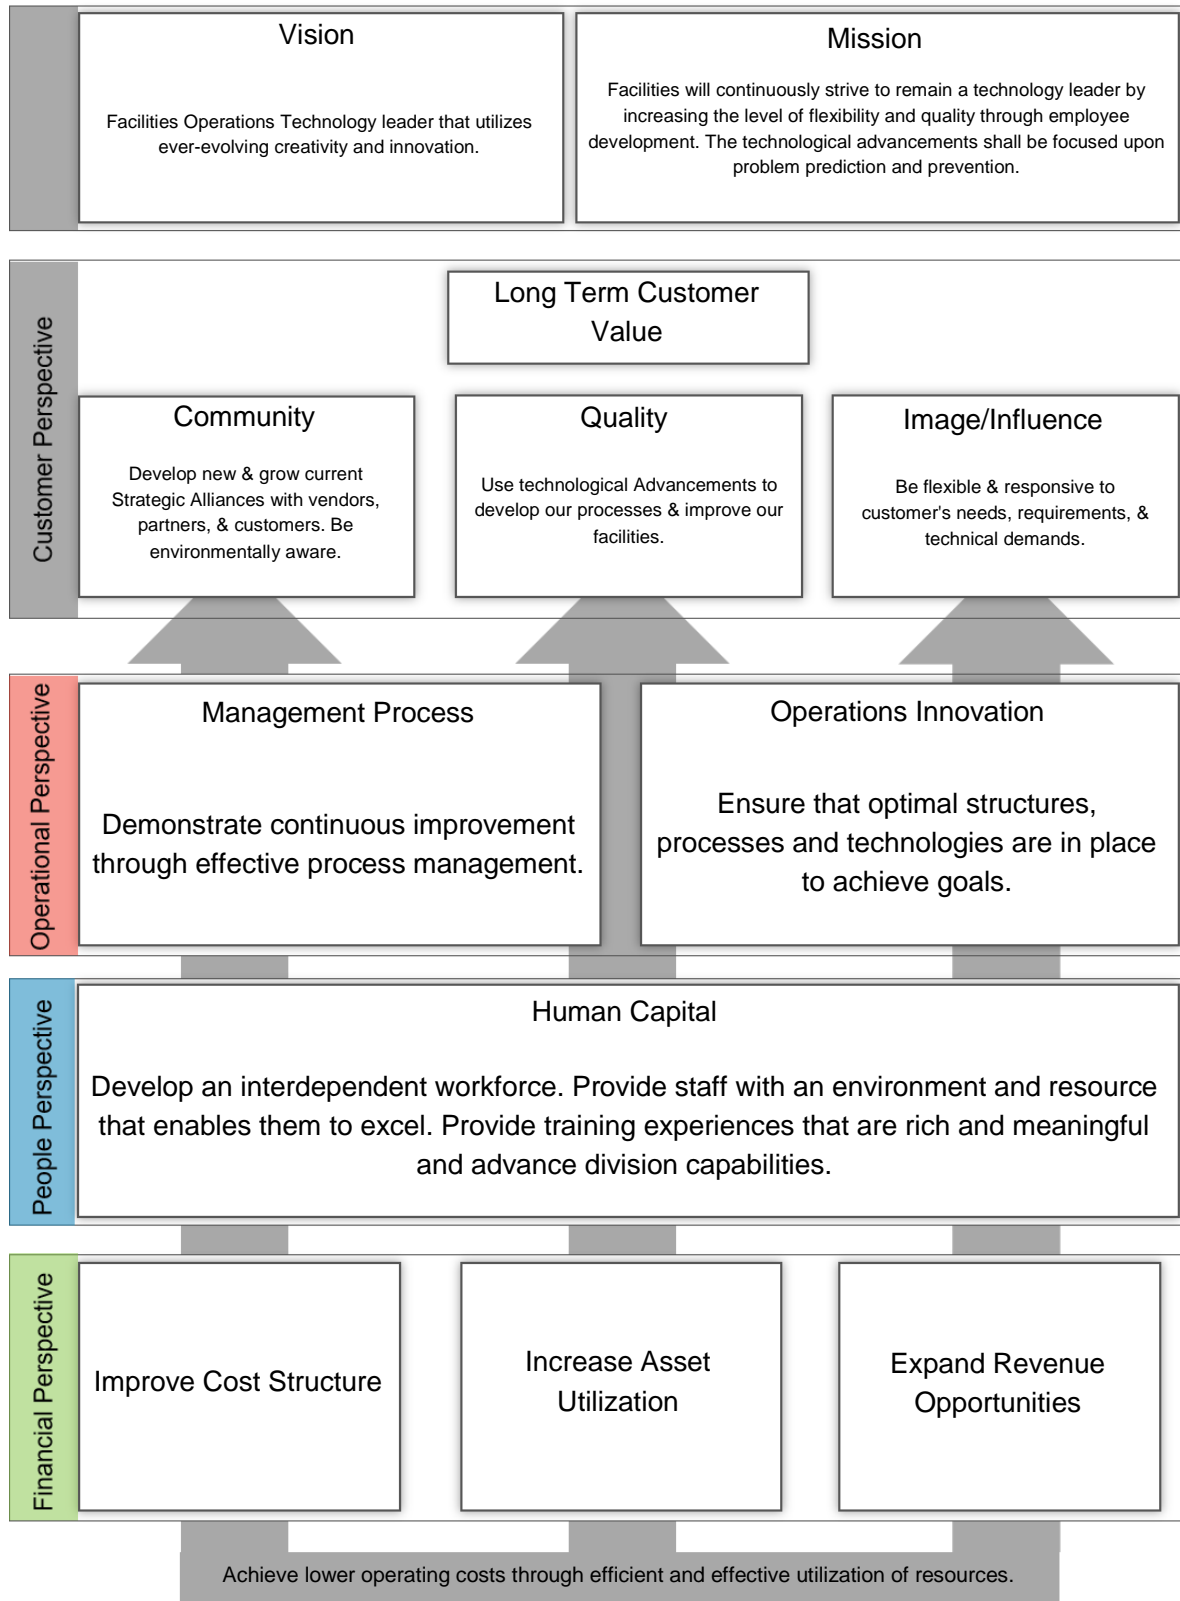 Vision
Facilities Operations Technology leader that utilizes
ever-evolving creativity and innovation.
Mission
Facilities will continuously strive to remain a technology leader by
increasing the level of flexibility and quality through employee
development. The technological advancements shall be focused upon
problem prediction and prevention.
Customer Perspective
Long Term Customer
Value
Community
Develop new & grow current
Strategic Alliances with vendors,
partners, & customers. Be
environmentally aware.
Quality
Use technological Advancements to
develop our processes & improve our
facilities.
Image/Influence
Be flexible & responsive to
customer's needs, requirements, &
technical demands.
Operational Perspective
Management Process
Demonstrate continuous improvement
through effective process management.
Operations Innovation
Ensure that optimal structures,
processes and technologies are in place
to achieve goals.
People Perspective
Human Capital
Develop an interdependent workforce. Provide staff with an environment and resource
that enables them to excel. Provide training experiences that are rich and meaningful
and advance division capabilities.
Financial Perspective
Improve Cost Structure
Increase Asset
Utilization
Expand Revenue
Opportunities
Achieve lower operating costs through efficient and effective utilization of resources.